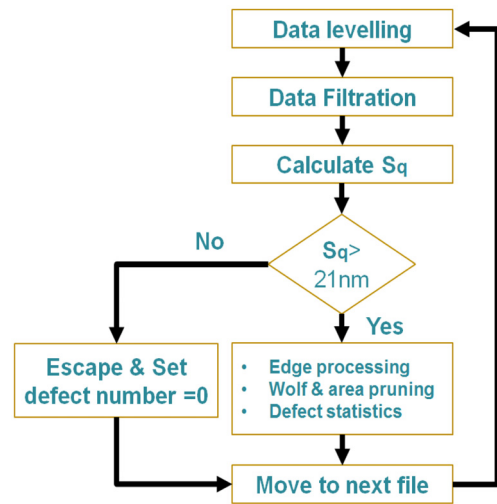 Data levelling
Data Filtration
Calculate Sq
Sq>
21nm
No
Yes
Escape & Set
defect number =0
• Edge processing
• Wolf & area pruning
• Defect statistics
Move to next file